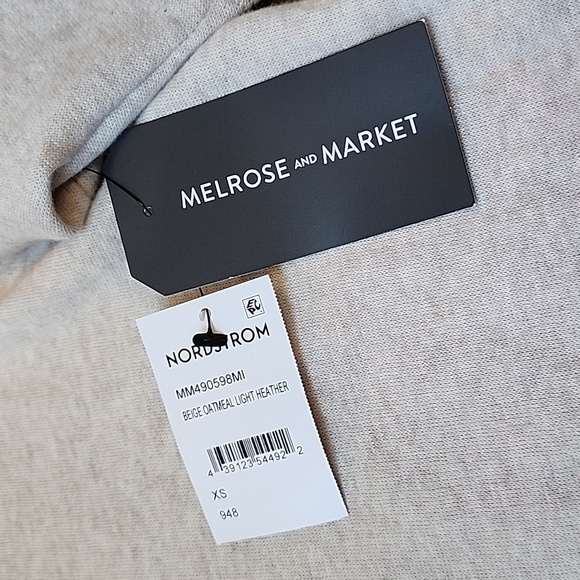 MELROSE AND MARKET
NORDSTROM
MM490598MI
BEIGE OATMEAL LIGHT HEATHER
4 39123 54492 2
XS
948